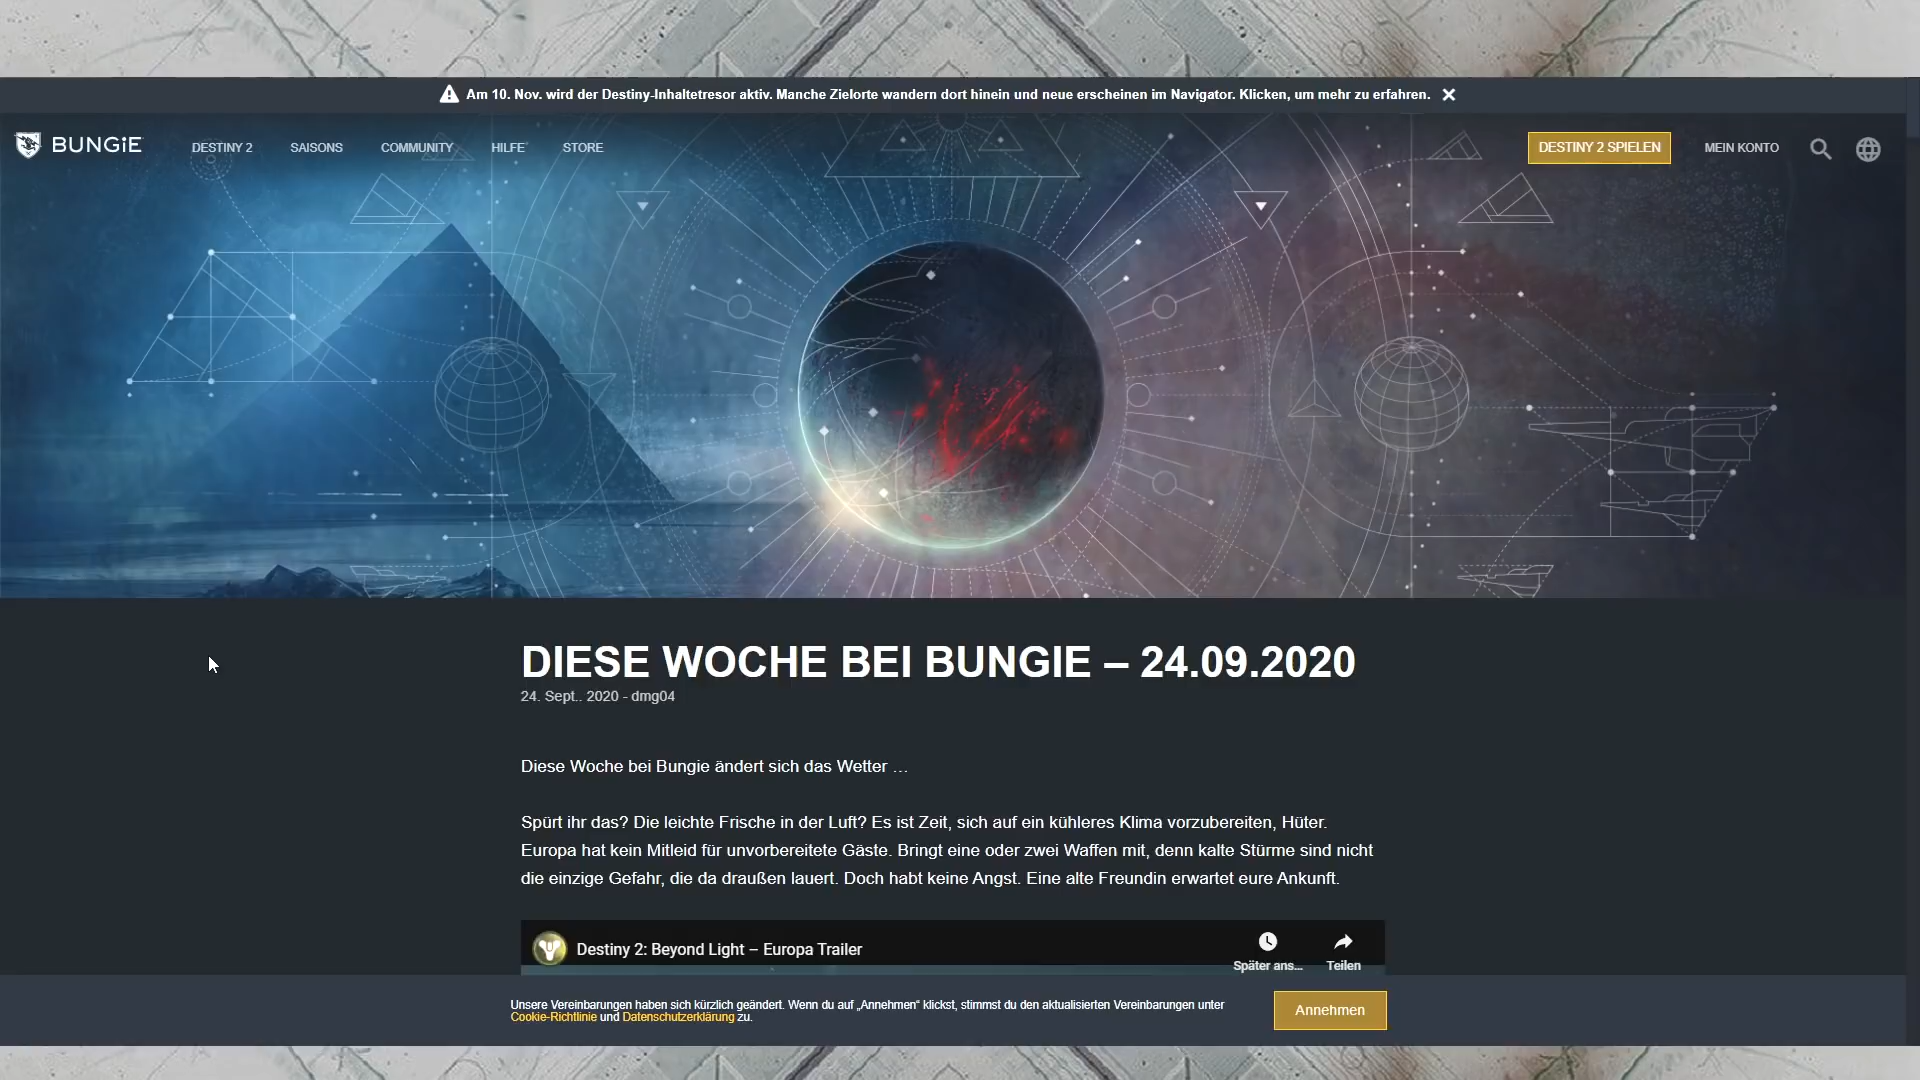 Am 10. Nov. wird der Destiny-Inhaltetresor aktiv. Manche Zielorte wandern dort hinein und neue erscheinen im Navigator. Klicken, um mehr zu erfahren.
BUNGiE
DESTINY 2 SAISONS COMMUNITY HILFE STORE
DESTINY 2 SPIELEN MEIN KONTO
DIESE WOCHE BEI BUNGIE – 24.09.2020
24. Sept.. 2020 - dmg04
Diese Woche bei Bungie ändert sich das Wetter …
Spürt ihr das? Die leichte Frische in der Luft? Es ist Zeit, sich auf ein kühleres Klima vorzubereiten, Hüter.
Europa hat kein Mitleid für unvorbereitete Gäste. Bringt eine oder zwei Waffen mit, denn kalte Stürme sind nicht
die einzige Gefahr, die da draußen lauert. Doch habt keine Angst. Eine alte Freundin erwartet eure Ankunft.
Destiny 2: Beyond Light – Europa Trailer
Später ans... Teilen
Unsere Vereinbarungen haben sich kürzlich geändert. Wenn du auf „Annehmen“ klickst, stimmst du den aktualisierten Vereinbarungen unter
Cookie-Richtlinie und Datenschutzerklärung zu.
Annehmen